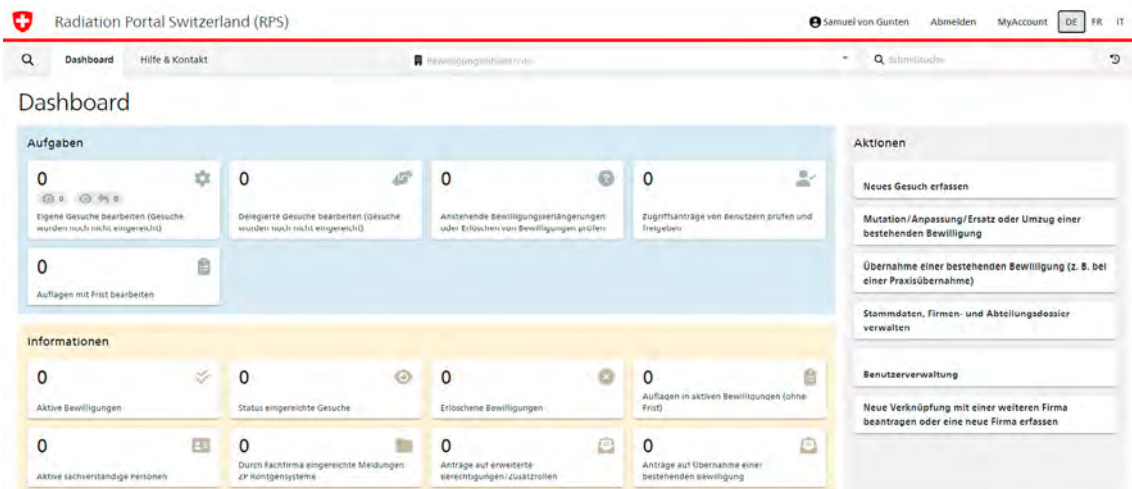 Radiation Portal Switzerland (RPS)
Samuel von Gunten Abmelden MyAccount DE FR IT
Dashboard Hilfe & Kontakt Bewilligungsinhaber/in Schnellsuche
Dashboard
Aufgaben
0
0 0
Eigene Gesuche bearbeiten (Gesuche
wurden noch nicht eingereicht)
0
Delegierte Gesuche bearbeiten (Gesuche
wurden noch nicht eingereicht)
0
Anstehende Bewilligungsverlängerungen
oder Erlöschen von Bewilligungen prüfen
0
Zugriffsanträge von Benutzern prüfen und
freigeben
0
Auflagen mit Frist bearbeiten
Informationen
0
Aktive Bewilligungen
0
Status eingereichte Gesuche
0
Erloschene Bewilligungen
0
Auflagen in aktiven Bewilligungen (ohne
Frist)
0
Aktive sachverständige Personen
0
Durch Fachfirma eingereichte Meldungen
ZP Röntgensysteme
0
Anträge auf erweiterte
Berechtigungen/Zusatzrollen
0
Anträge auf Übernahme einer
bestehenden Bewilligung
Aktionen
Neues Gesuch erfassen
Mutation/Anpassung/Ersatz oder Umzug einer
bestehenden Bewilligung
Übernahme einer bestehenden Bewilligung (z. B. bei
einer Praxisübernahme)
Stammdaten, Firmen- und Abteilungsdossier
verwalten
Benutzerverwaltung
Neue Verknüpfung mit einer weiteren Firma
beantragen oder eine neue Firma erfassen